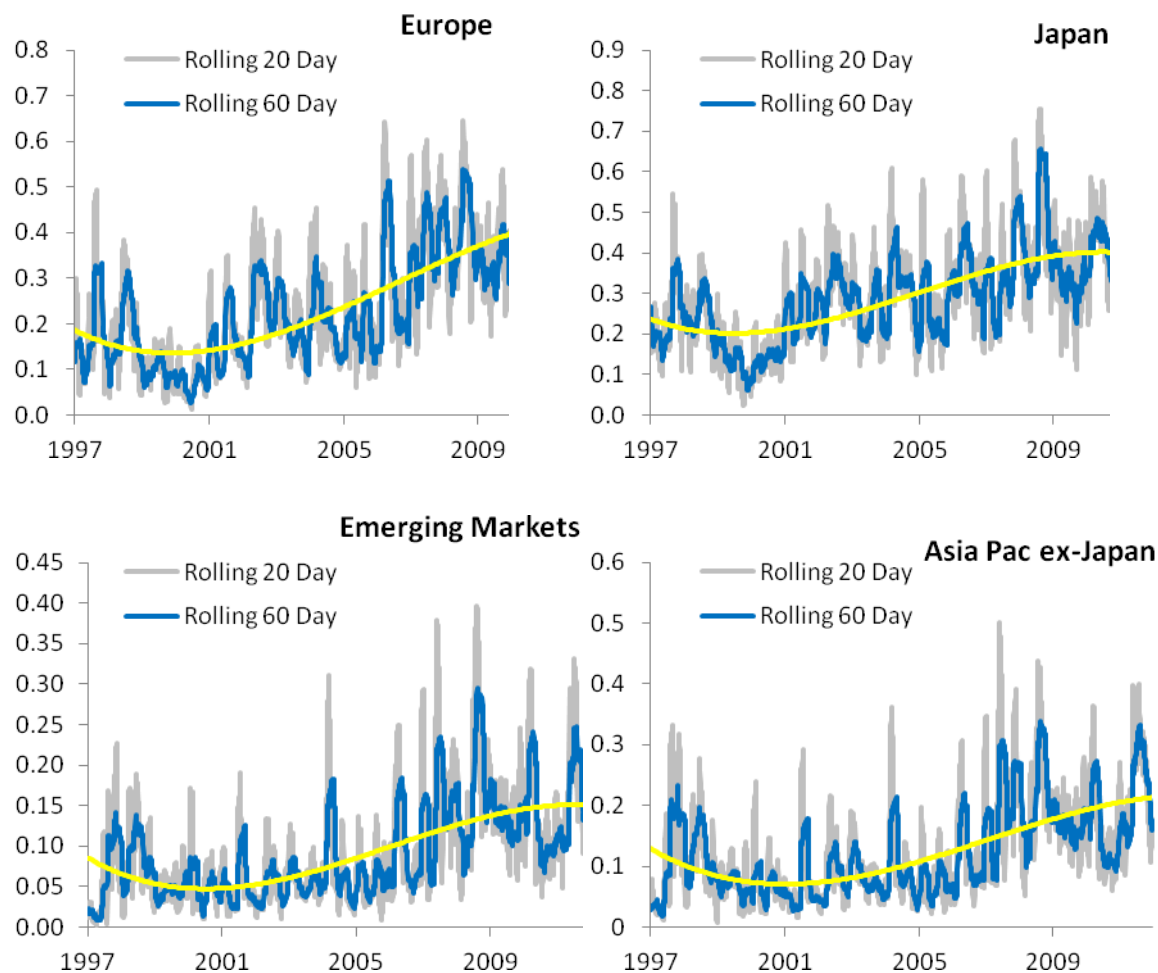 Europe
Rolling 20 Day
Rolling 60 Day
0.8
0.7
0.6
0.5
0.4
0.3
0.2
0.1
0.0
1997 2001 2005 2009
Japan
Rolling 20 Day
Rolling 60 Day
0.9
0.8
0.7
0.6
0.5
0.4
0.3
0.2
0.1
0.0
1997 2001 2005 2009
Emerging Markets
Rolling 20 Day
Rolling 60 Day
0.45
0.40
0.35
0.30
0.25
0.20
0.15
0.10
0.05
0.00
1997 2001 2005 2009
Asia Pac ex-Japan
Rolling 20 Day
Rolling 60 Day
0.6
0.5
0.4
0.3
0.2
0.1
0
1997 2001 2005 2009